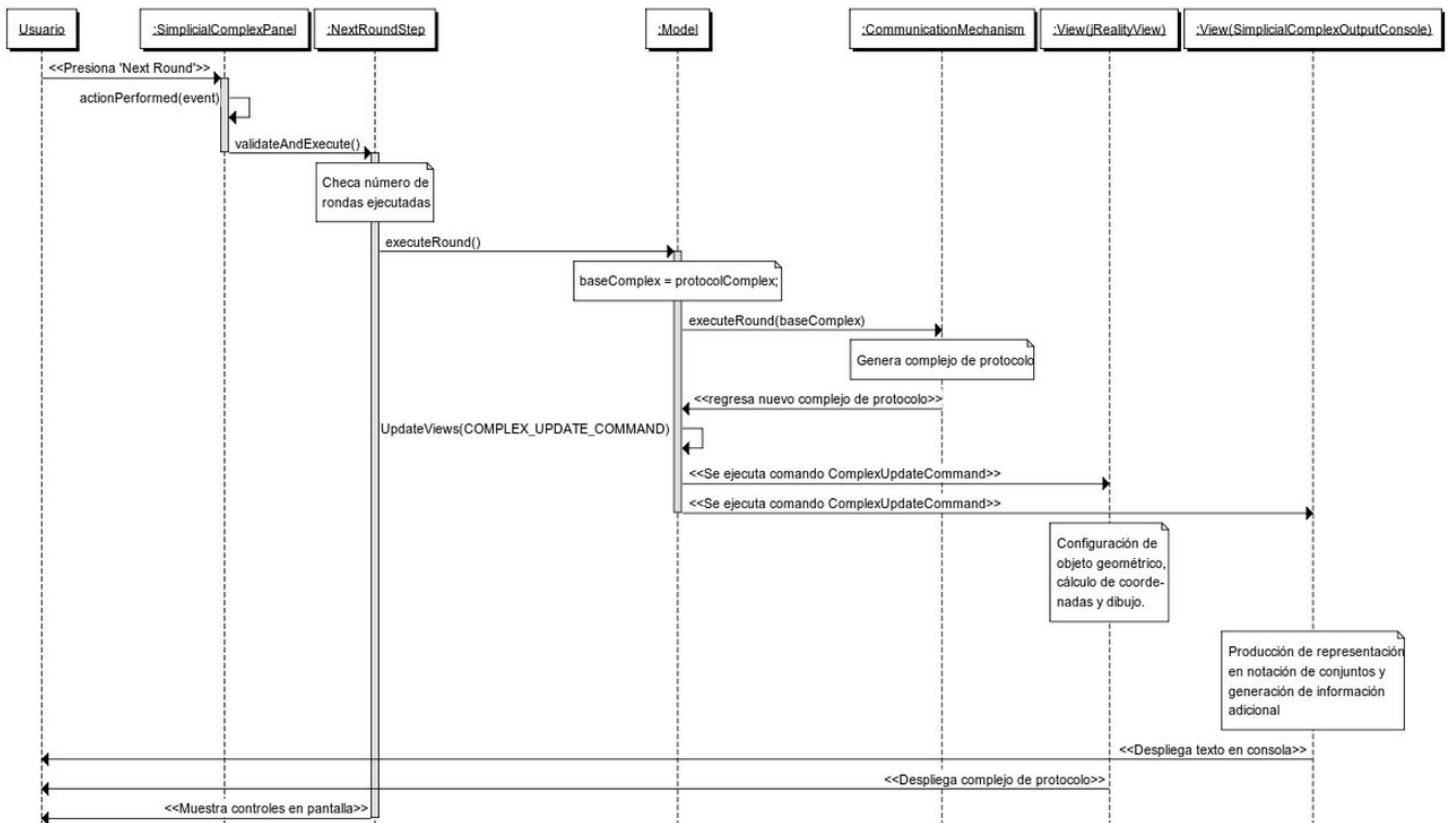 Usuario
:SimplicialComplexPanel
:NextRoundStep
:Model
:CommunicationMechanism
:View(jRealityView)
:View(SimplicialComplexOutputConsole)
<<Presiona 'Next Round'>>
actionPerformed(event)
validateAndExecute()
Checa número de
rondas ejecutadas
executeRound()
baseComplex = protocolComplex;
executeRound(baseComplex)
Genera complejo de protocolo
<<regresa nuevo complejo de protocolo>>
UpdateViews(COMPLEX_UPDATE_COMMAND)
<<Se ejecuta comando ComplexUpdateCommand>>
<<Se ejecuta comando ComplexUpdateCommand>>
Configuración de
objeto geométrico,
cálculo de coorde-
nadas y dibujo.
Producción de representación
en notación de conjuntos y
generación de información
adicional
<<Despliega texto en consola>>
<<Despliega complejo de protocolo>>
<<Muestra controles en pantalla>>